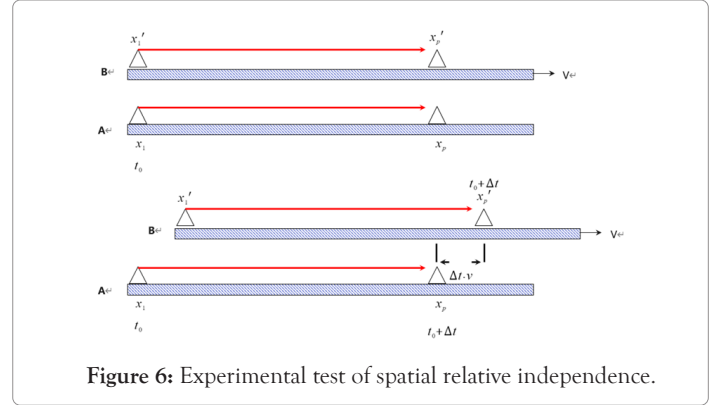 x₁′ xₚ′
B↵ V↵
A↵
x₁ xₚ
t₀
t₀+Δt
x₁′ xₚ′
B↵ V↵
Δt·v
A↵
x₁ xₚ
t₀ t₀+Δt
Figure 6: Experimental test of spatial relative independence.